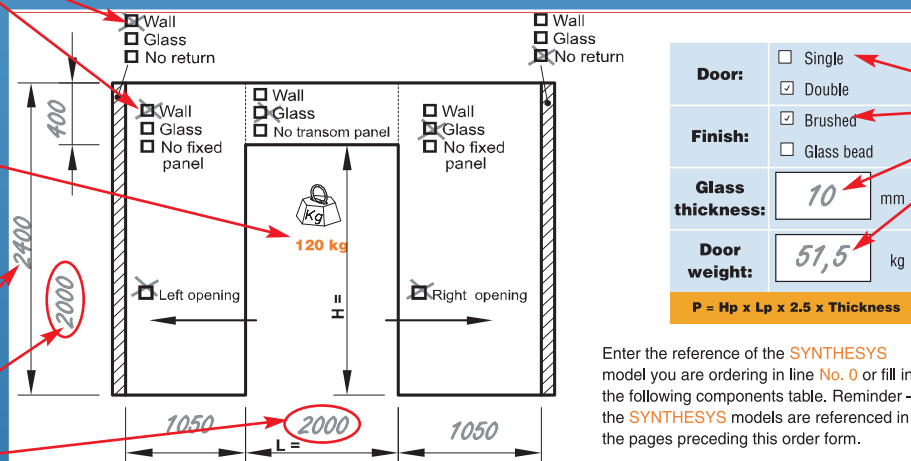 Wall
Glass
No return
Wall
Glass
No return
Wall
Glass
No fixed
panel
Wall
Glass
No transom panel
Wall
Glass
No fixed
panel
400
2400
2000
Kg
120 kg
H =
Left opening
Right opening
1050
2000
1050
L =
Door:
Single
Double
Finish:
Brushed
Glass bead
Glass
thickness:
10
mm
Door
weight:
51,5
kg
P = Hp x Lp x 2.5 x Thickness
Enter the reference of the SYNTHESYS
model you are ordering in line No. 0 or fill in
the following components table. Reminder -
the SYNTHESYS models are referenced in
the pages preceding this order form.